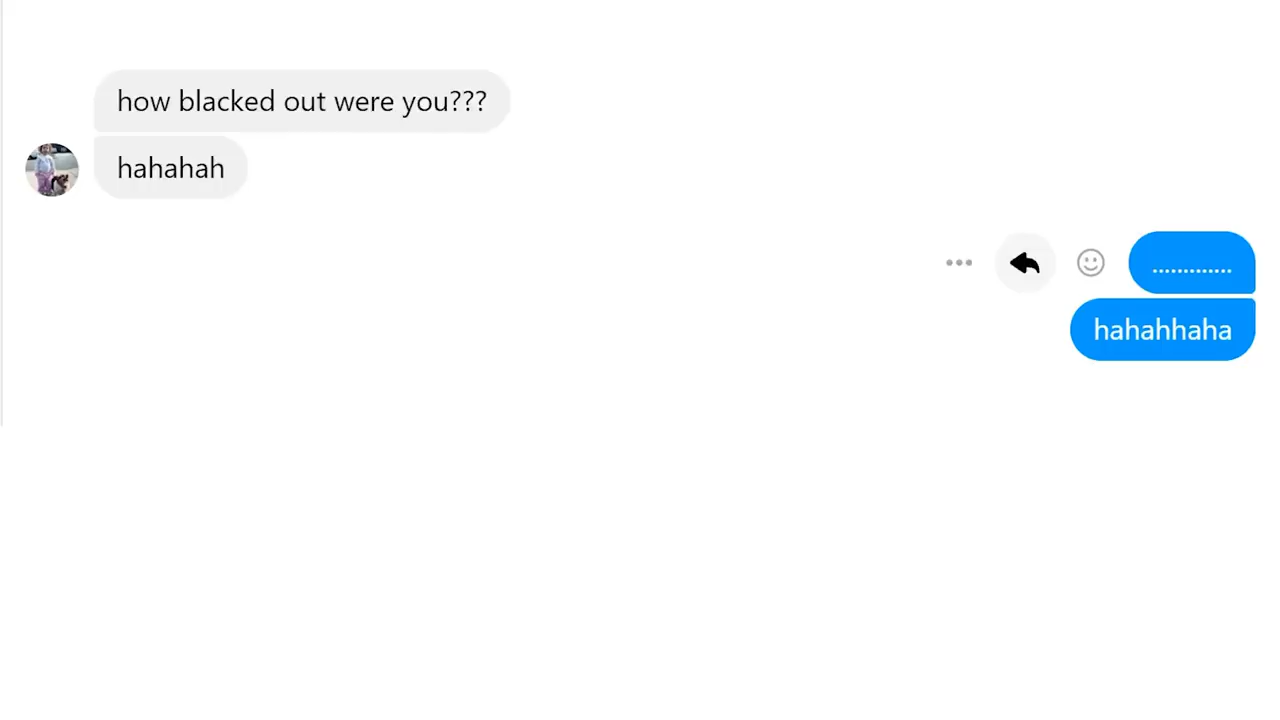 how blacked out were you???
hahahah
.............
hahahhaha